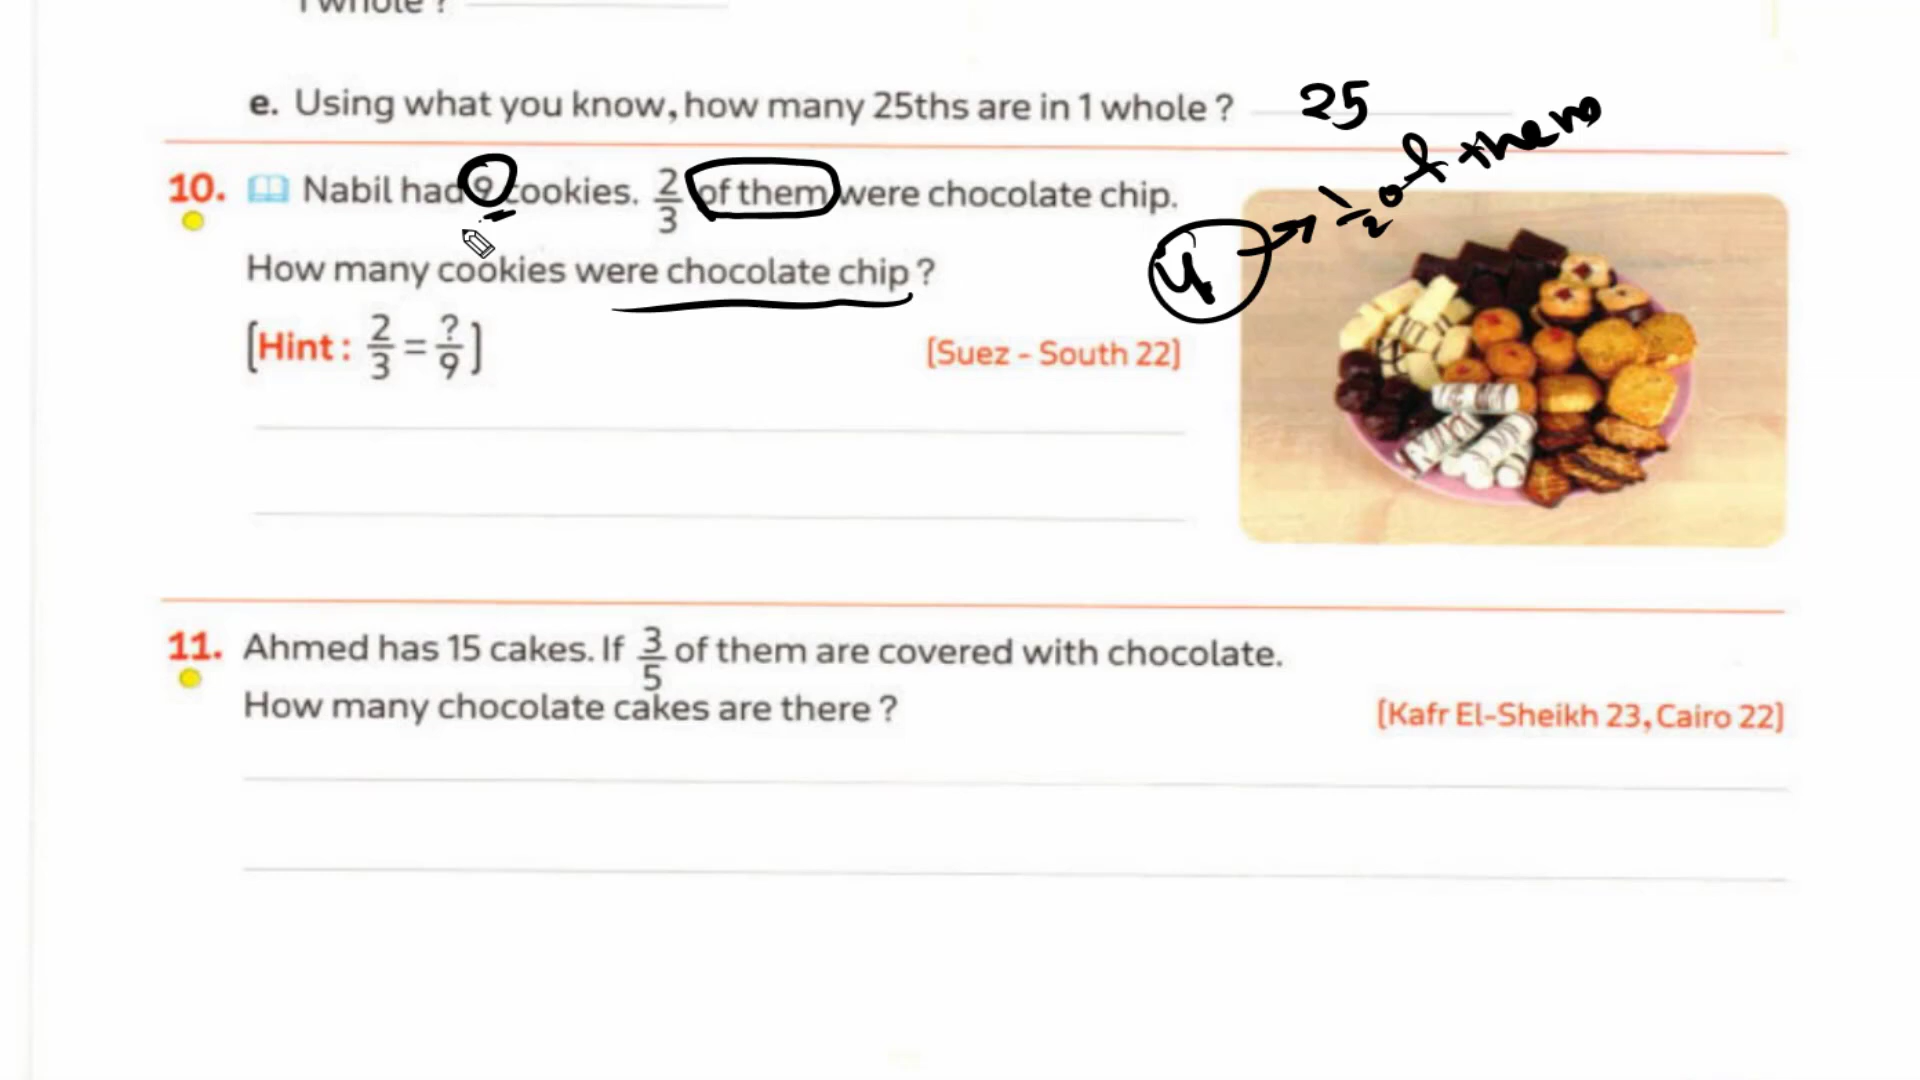 e. Using what you know, how many 25ths are in 1 whole ? 25
10. Nabil had 9 cookies. 2/3 of them were chocolate chip.
4 → 1/2 of them
How many cookies were chocolate chip ?
[Hint : 2/3 = ?/9]
[Suez - South 22]
11. Ahmed has 15 cakes. If 3/5 of them are covered with chocolate.
How many chocolate cakes are there ?
[Kafr El-Sheikh 23, Cairo 22]